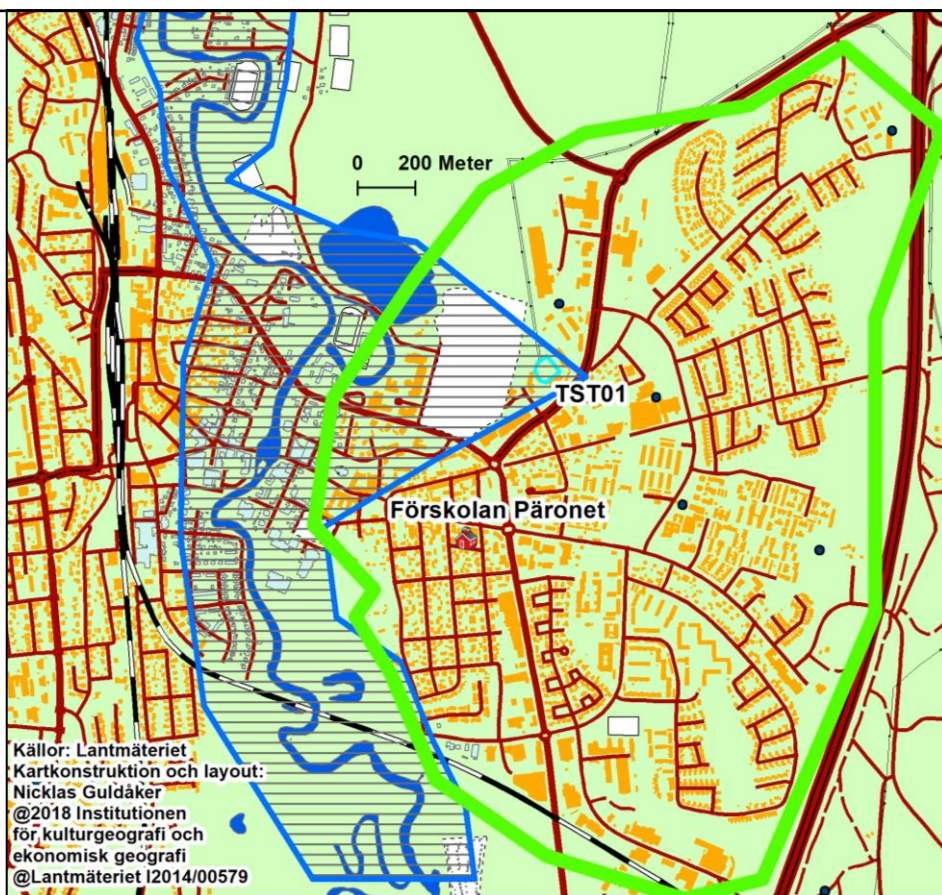 0 200 Meter
TST01
Förskolan Päronet
Källor: Lantmäteriet
Kartkonstruktion och layout:
Nicklas Guldåker
@2018 Institutionen
för kulturgeografi och
ekonomisk geografi
@Lantmäteriet I2014/00579